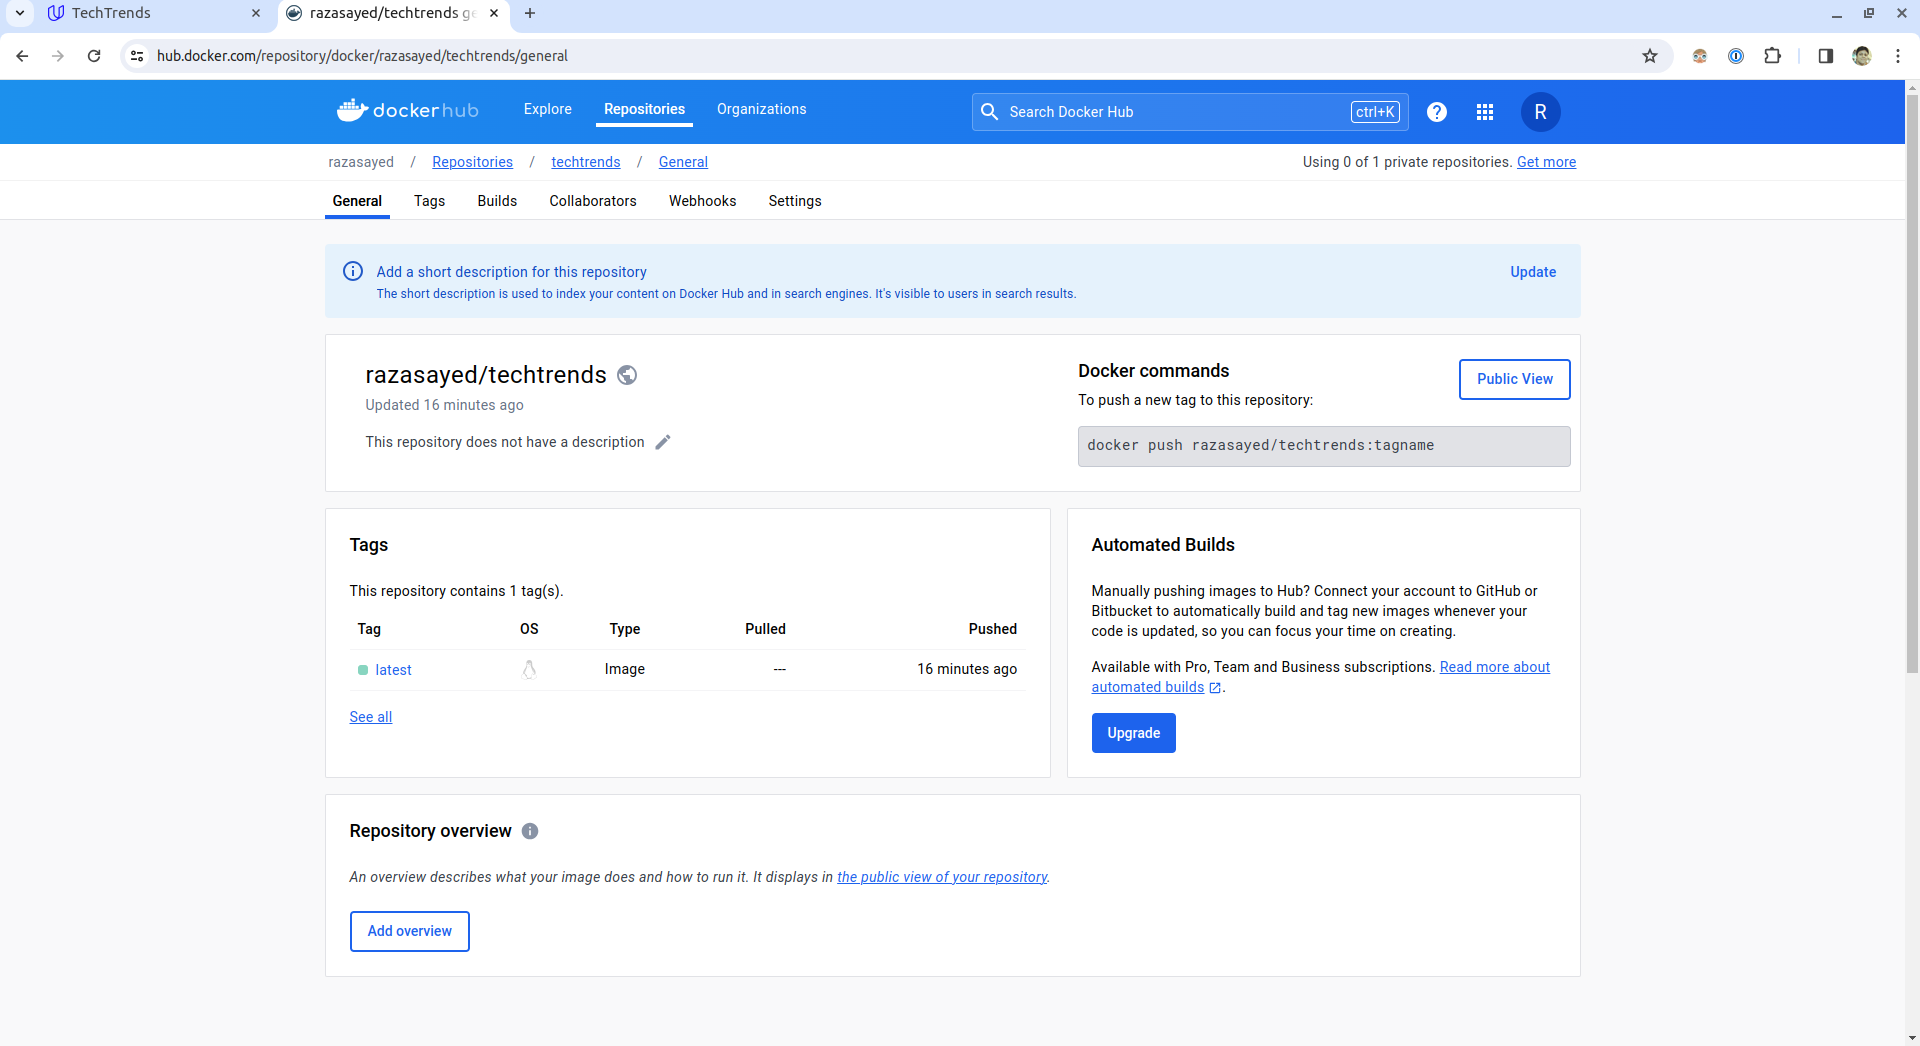 TechTrends
razasayed/techtrends ge
hub.docker.com/repository/docker/razasayed/techtrends/general
dockerhub Explore Repositories Organizations Search Docker Hub ctrl+K ? R
razasayed / Repositories / techtrends / General Using 0 of 1 private repositories. Get more
General Tags Builds Collaborators Webhooks Settings
Add a short description for this repository Update
The short description is used to index your content on Docker Hub and in search engines. It's visible to users in search results.
razasayed/techtrends
Updated 16 minutes ago
This repository does not have a description
Docker commands
Public View
To push a new tag to this repository:
docker push razasayed/techtrends:tagname
Tags
This repository contains 1 tag(s).
Tag OS Type Pulled Pushed
latest Image --- 16 minutes ago
See all
Automated Builds
Manually pushing images to Hub? Connect your account to GitHub or
Bitbucket to automatically build and tag new images whenever your
code is updated, so you can focus your time on creating.
Available with Pro, Team and Business subscriptions. Read more about
automated builds .
Upgrade
Repository overview
An overview describes what your image does and how to run it. It displays in the public view of your repository.
Add overview